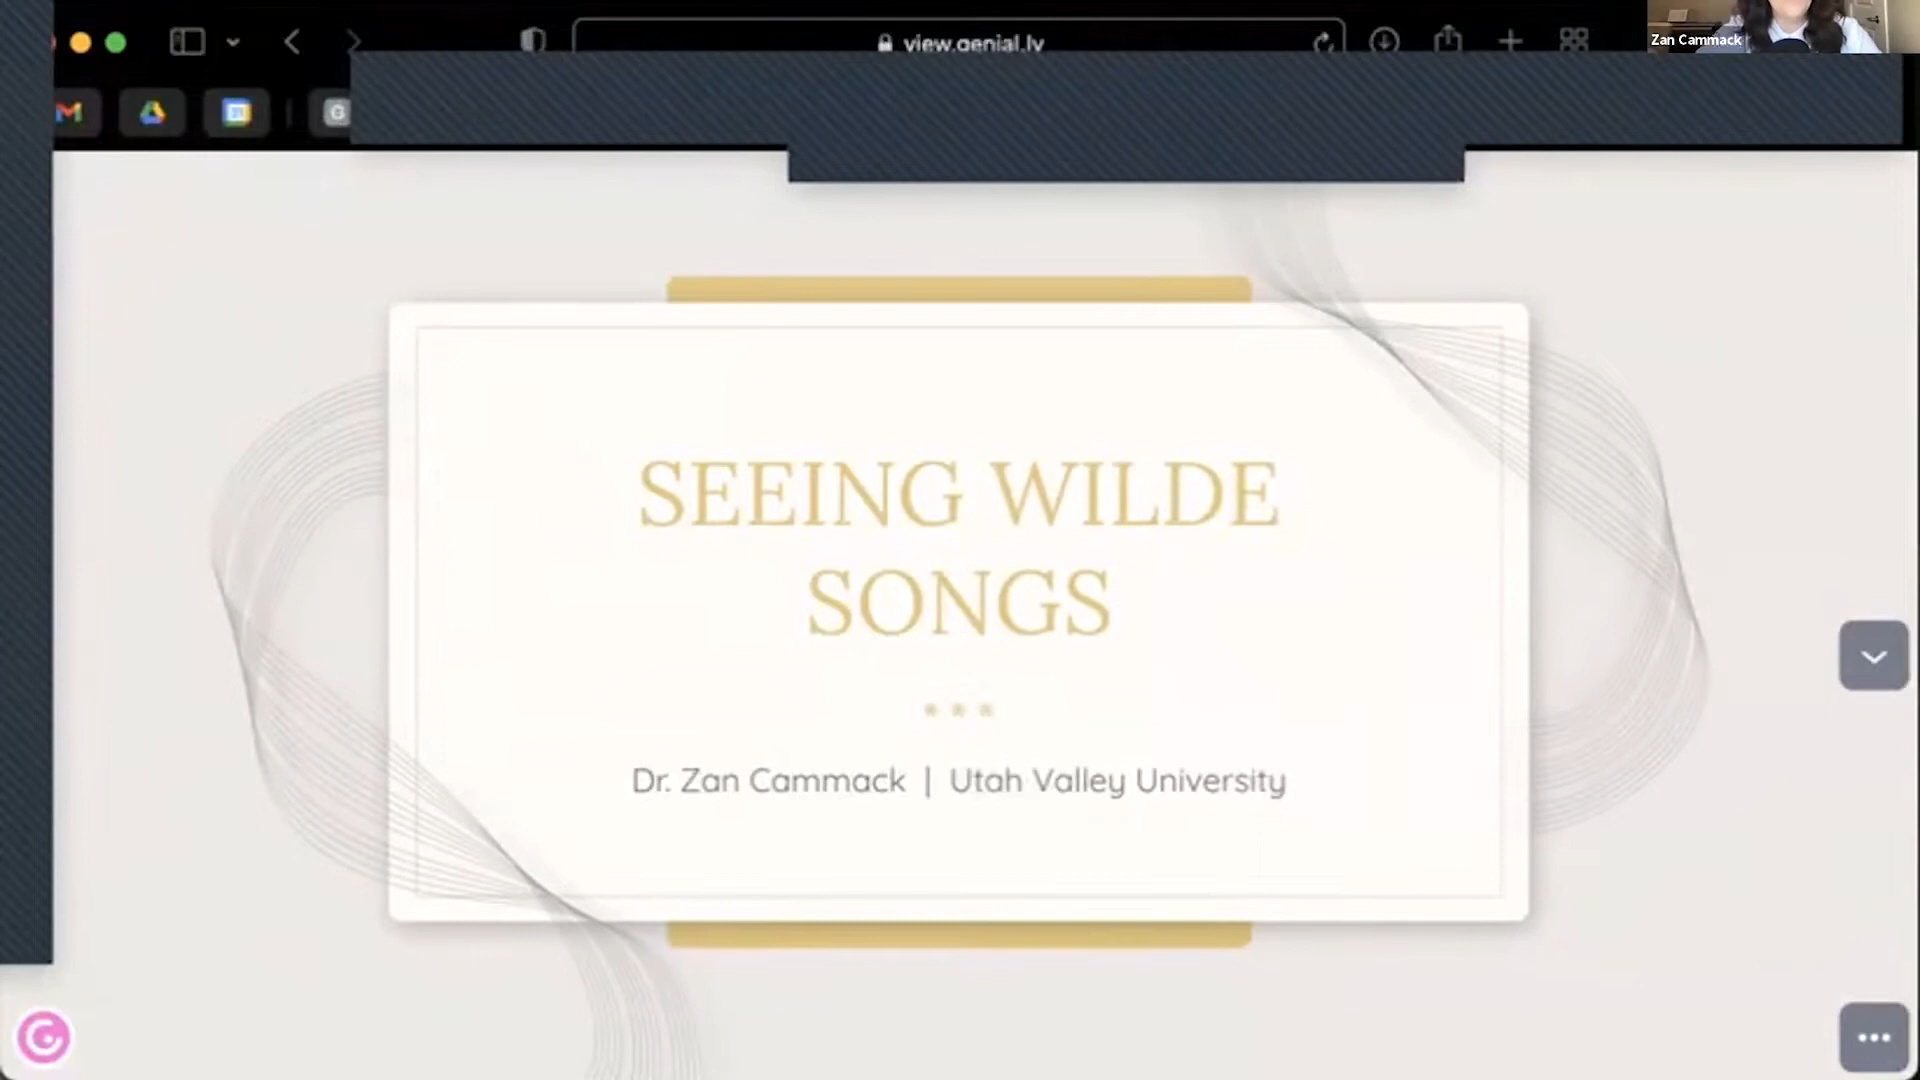 view.genial.ly
Zan Cammack
G
SEEING WILDE
SONGS
Dr. Zan Cammack | Utah Valley University